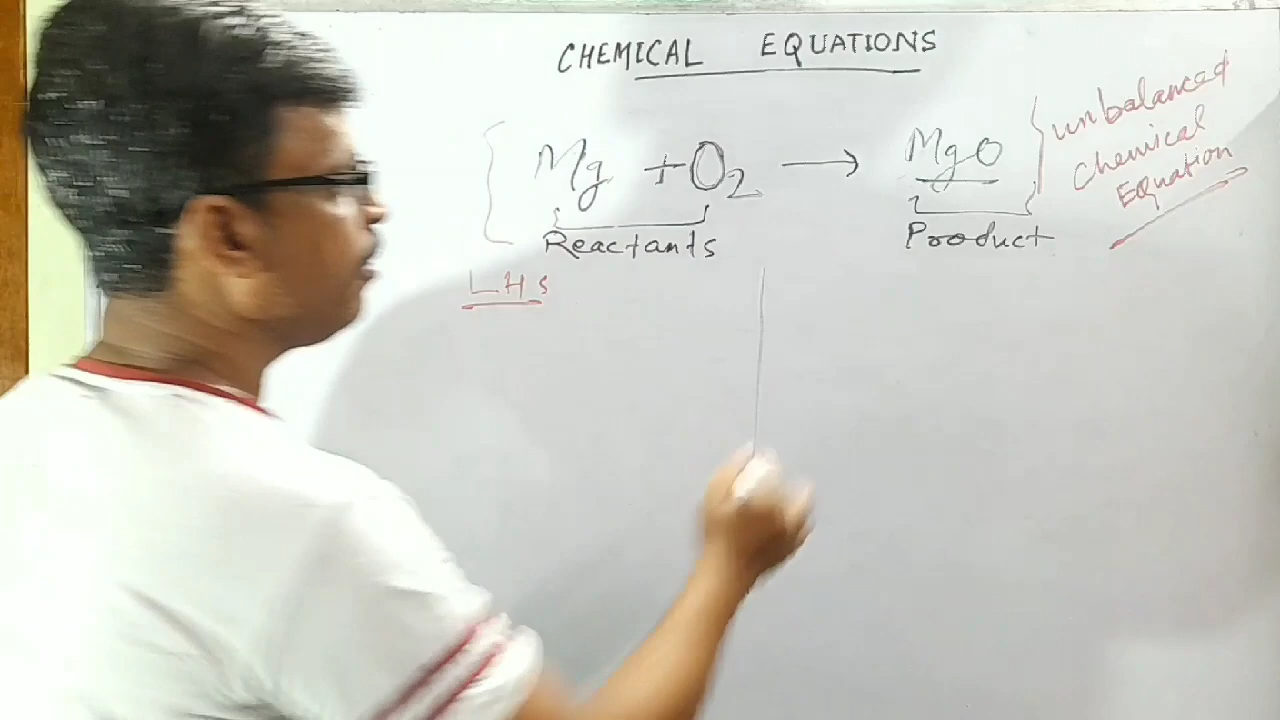 CHEMICAL EQUATIONS
Mg + O2 → MgO
Reactants
Product
unbalanced
Chemical
Equation
LHS